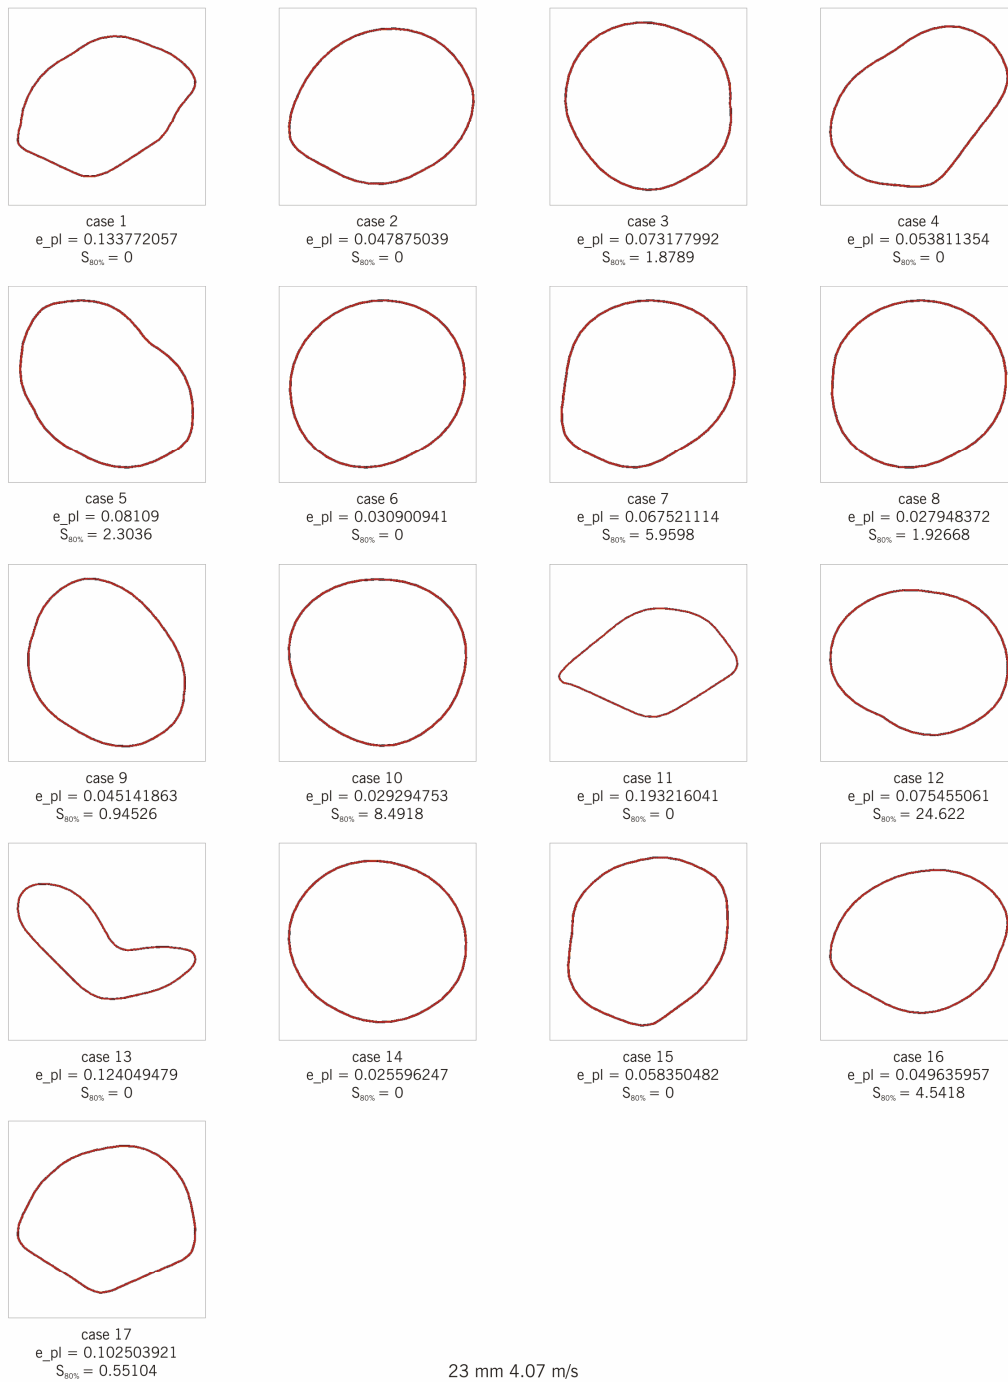 case 1
e_pl = 0.133772057
S80% = 0
case 2
e_pl = 0.047875039
S80% = 0
case 3
e_pl = 0.073177992
S80% = 1.8789
case 4
e_pl = 0.053811354
S80% = 0
case 5
e_pl = 0.08109
S80% = 2.3036
case 6
e_pl = 0.030900941
S80% = 0
case 7
e_pl = 0.067521114
S80% = 5.9598
case 8
e_pl = 0.027948372
S80% = 1.92668
case 9
e_pl = 0.045141863
S80% = 0.94526
case 10
e_pl = 0.029294753
S80% = 8.4918
case 11
e_pl = 0.193216041
S80% = 0
case 12
e_pl = 0.075455061
S80% = 24.622
case 13
e_pl = 0.124049479
S80% = 0
case 14
e_pl = 0.025596247
S80% = 0
case 15
e_pl = 0.058350482
S80% = 0
case 16
e_pl = 0.049635957
S80% = 4.5418
case 17
e_pl = 0.102503921
S80% = 0.55104
23 mm 4.07 m/s